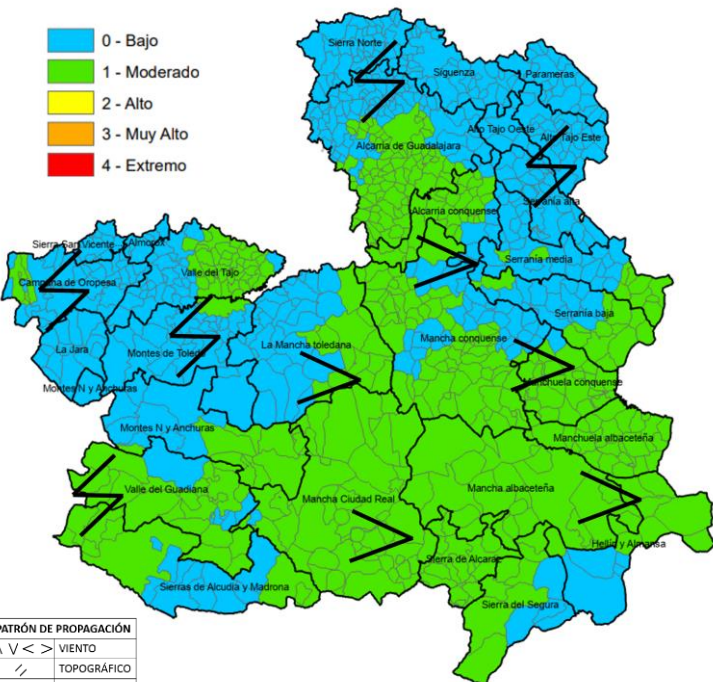 0 - Bajo
1 - Moderado
2 - Alto
3 - Muy Alto
4 - Extremo
Sierra Norte
Sigüenza
Parameras
Alto Tajo Oeste
Alto Tajo Este
Alcarria de Guadalajara
Serranía alta
Alcarria conquense
Sierra San Vicente
Almorox
Valle del Tajo
Serranía media
Campana de Oropesa
Serranía baja
La Jara
Montes de Toledo
La Mancha toledana
Mancha conquense
Montes N y Anchuras
Manchuela conquense
Montes N y Anchuras
Manchuela albaceteña
Valle del Guadiana
Mancha Ciudad Real
Mancha albaceteña
Hellín y Almansa
Sierra de Alcaraz
Sierras de Alcudia y Madrona
Sierra del Segura
PATRÓN DE PROPAGACIÓN
VIENTO
TOPOGRÁFICO